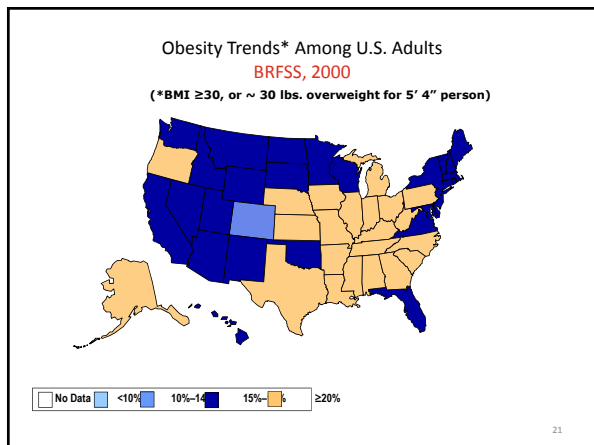 Obesity Trends* Among U.S. Adults
BRFSS, 2000
(*BMI ≥30, or ~ 30 lbs. overweight for 5' 4" person)
No Data <10% 10%–14 15%– % ≥20%
21